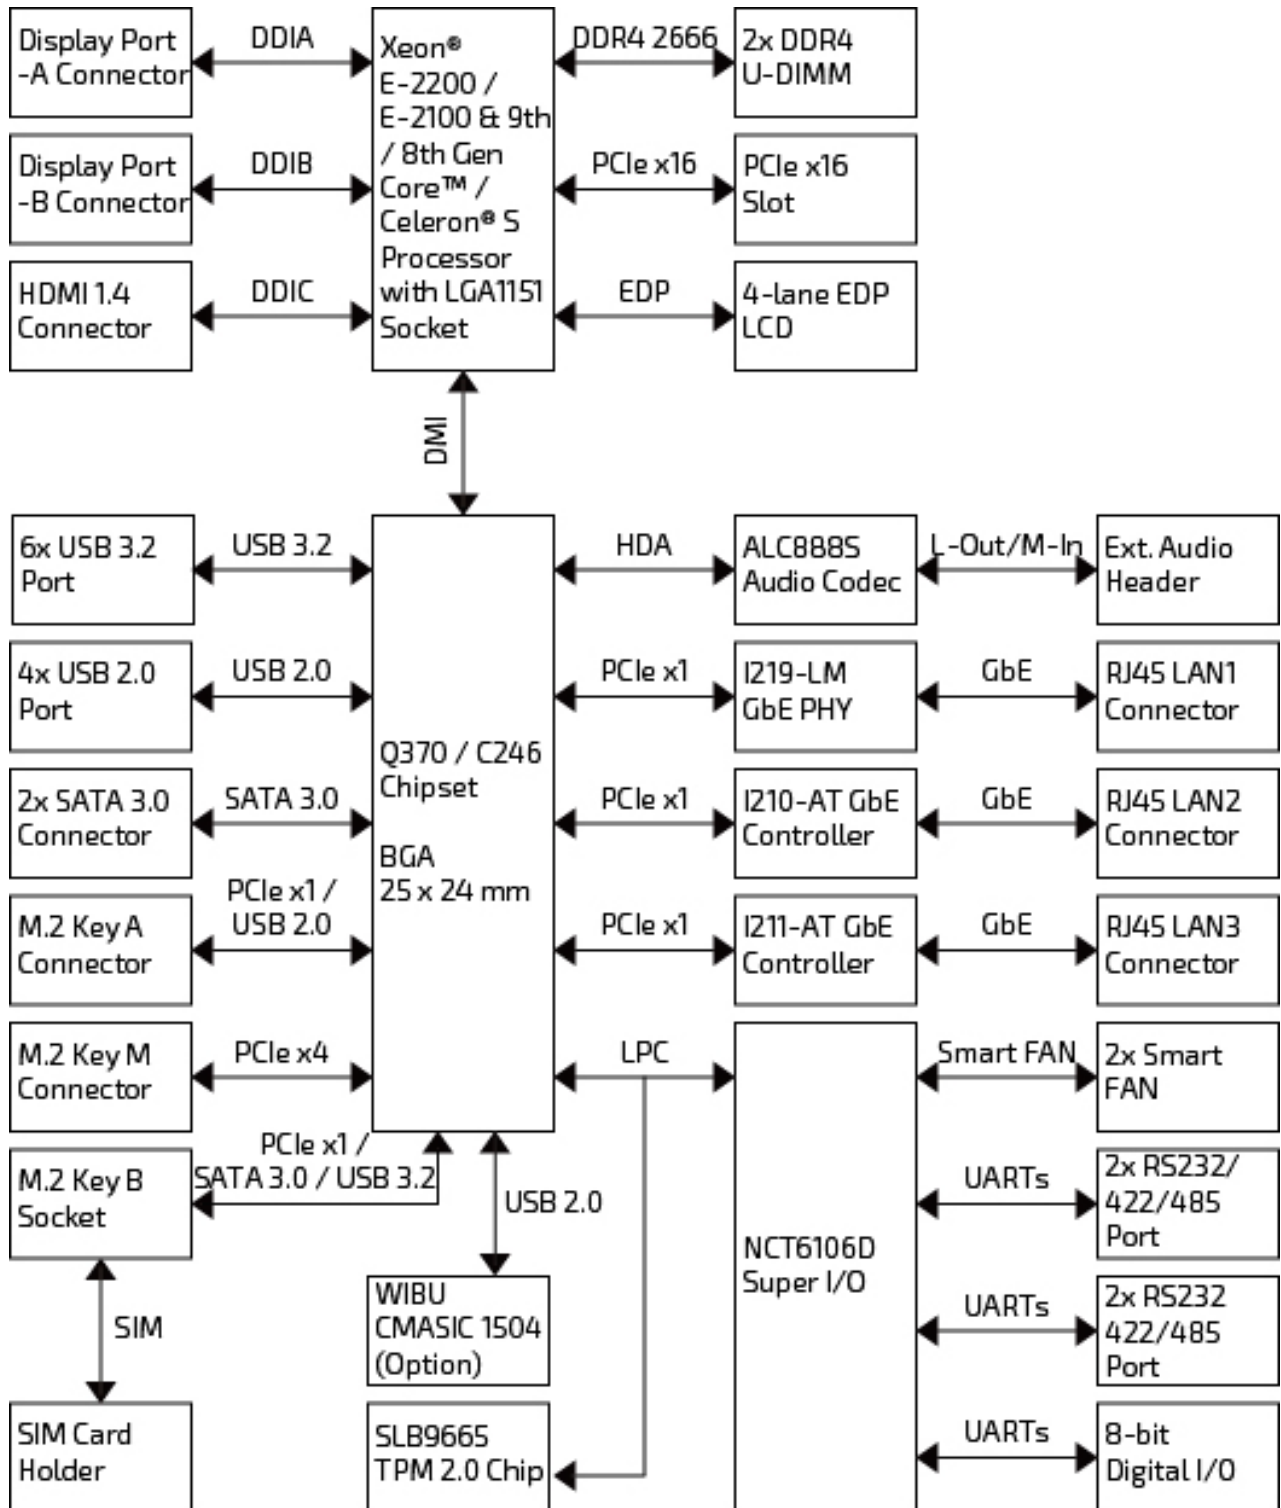 Display Port
-A Connector
DDIA
Xeon®
E-2200 /
E-2100 & 9th
/ 8th Gen
Core™ /
Celeron® S
Processor
with LGA1151
Socket
DDR4 2666
2x DDR4
U-DIMM
Display Port
-B Connector
DDIB
PCIe x16
PCIe x16
Slot
HDMI 1.4
Connector
DDIC
EDP
4-lane EDP
LCD
DMI
6x USB 3.2
Port
USB 3.2
Q370 / C246
Chipset
BGA
25 x 24 mm
HDA
ALC888S
Audio Codec
L-Out/M-In
Ext. Audio
Header
4x USB 2.0
Port
USB 2.0
PCIe x1
I219-LM
GbE PHY
GbE
RJ45 LAN1
Connector
2x SATA 3.0
Connector
SATA 3.0
PCIe x1
I210-AT GbE
Controller
GbE
RJ45 LAN2
Connector
M.2 Key A
Connector
PCIe x1 /
USB 2.0
PCIe x1
I211-AT GbE
Controller
GbE
RJ45 LAN3
Connector
M.2 Key M
Connector
PCIe x4
LPC
NCT6106D
Super I/O
Smart FAN
2x Smart
FAN
M.2 Key B
Socket
PCIe x1 /
SATA 3.0 / USB 3.2
USB 2.0
UARTs
2x RS232/
422/485
Port
SIM
WIBU
CMASIC 1504
(Option)
UARTs
2x RS232
422/485
Port
SIM Card
Holder
SLB9665
TPM 2.0 Chip
UARTs
8-bit
Digital I/O